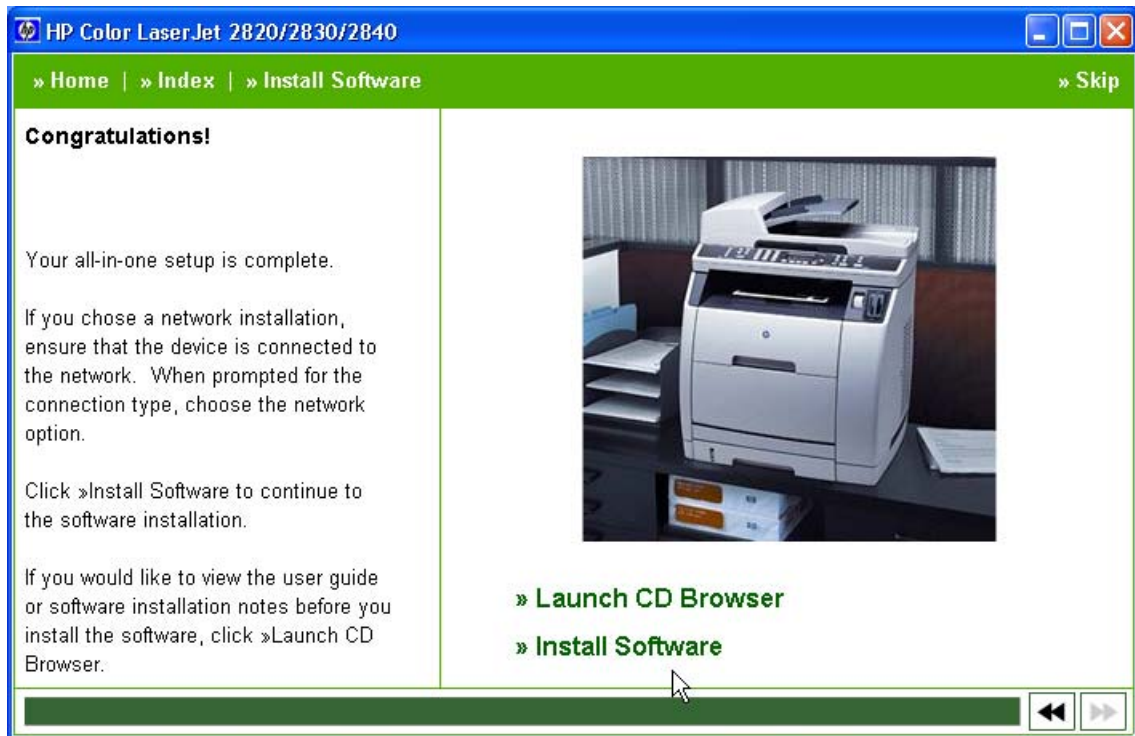 HP Color LaserJet 2820/2830/2840
» Home | » Index | » Install Software
» Skip
Congratulations!
Your all-in-one setup is complete.
If you chose a network installation,
ensure that the device is connected to
the network. When prompted for the
connection type, choose the network
option.
Click »Install Software to continue to
the software installation.
If you would like to view the user guide
or software installation notes before you
install the software, click »Launch CD
Browser.
» Launch CD Browser
» Install Software